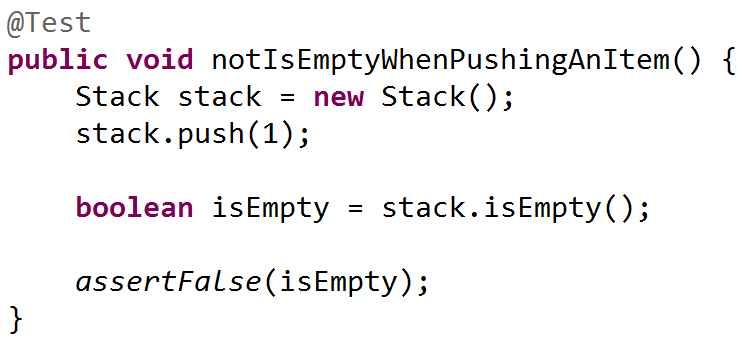 @Test
public void notIsEmptyWhenPushingAnItem() {
    Stack stack = new Stack();
    stack.push(1);

    boolean isEmpty = stack.isEmpty();

    assertFalse(isEmpty);
}